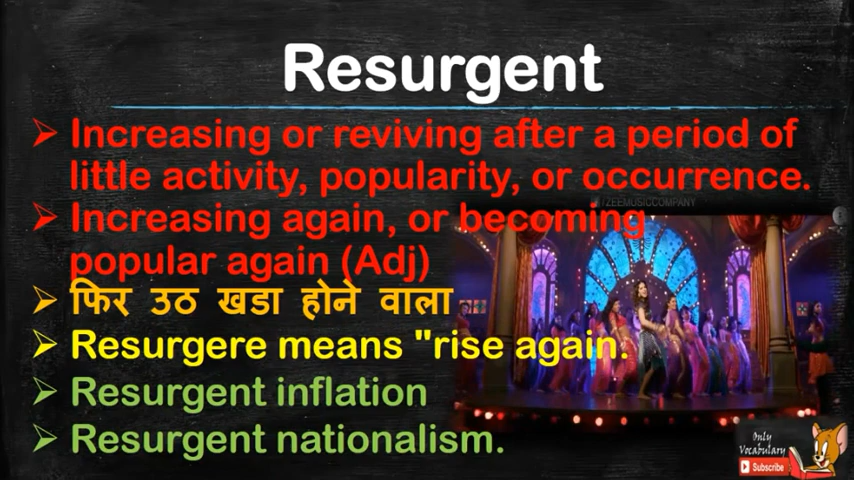 Resurgent
➢ Increasing or reviving after a period of
little activity, popularity, or occurrence.
➢ Increasing again, or becoming
popular again (Adj)
➢ फिर उठ खडा होने वाला
➢ Resurgere means "rise again.
➢ Resurgent inflation
➢ Resurgent nationalism.
TZEEMUSICCOMPANY
Only
Vocabulary
Subscribe